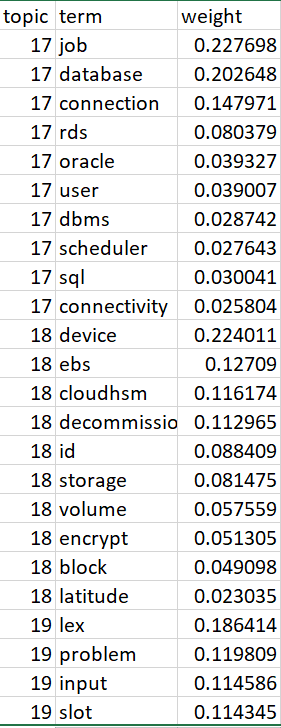 topic term weight
17 job 0.227698
17 database 0.202648
17 connection 0.147971
17 rds 0.080379
17 oracle 0.039327
17 user 0.039007
17 dbms 0.028742
17 scheduler 0.027643
17 sql 0.030041
17 connectivity 0.025804
18 device 0.224011
18 ebs 0.12709
18 cloudhsm 0.116174
18 decommissio 0.112965
18 id 0.088409
18 storage 0.081475
18 volume 0.057559
18 encrypt 0.051305
18 block 0.049098
18 latitude 0.023035
19 lex 0.186414
19 problem 0.119809
19 input 0.114586
19 slot 0.114345